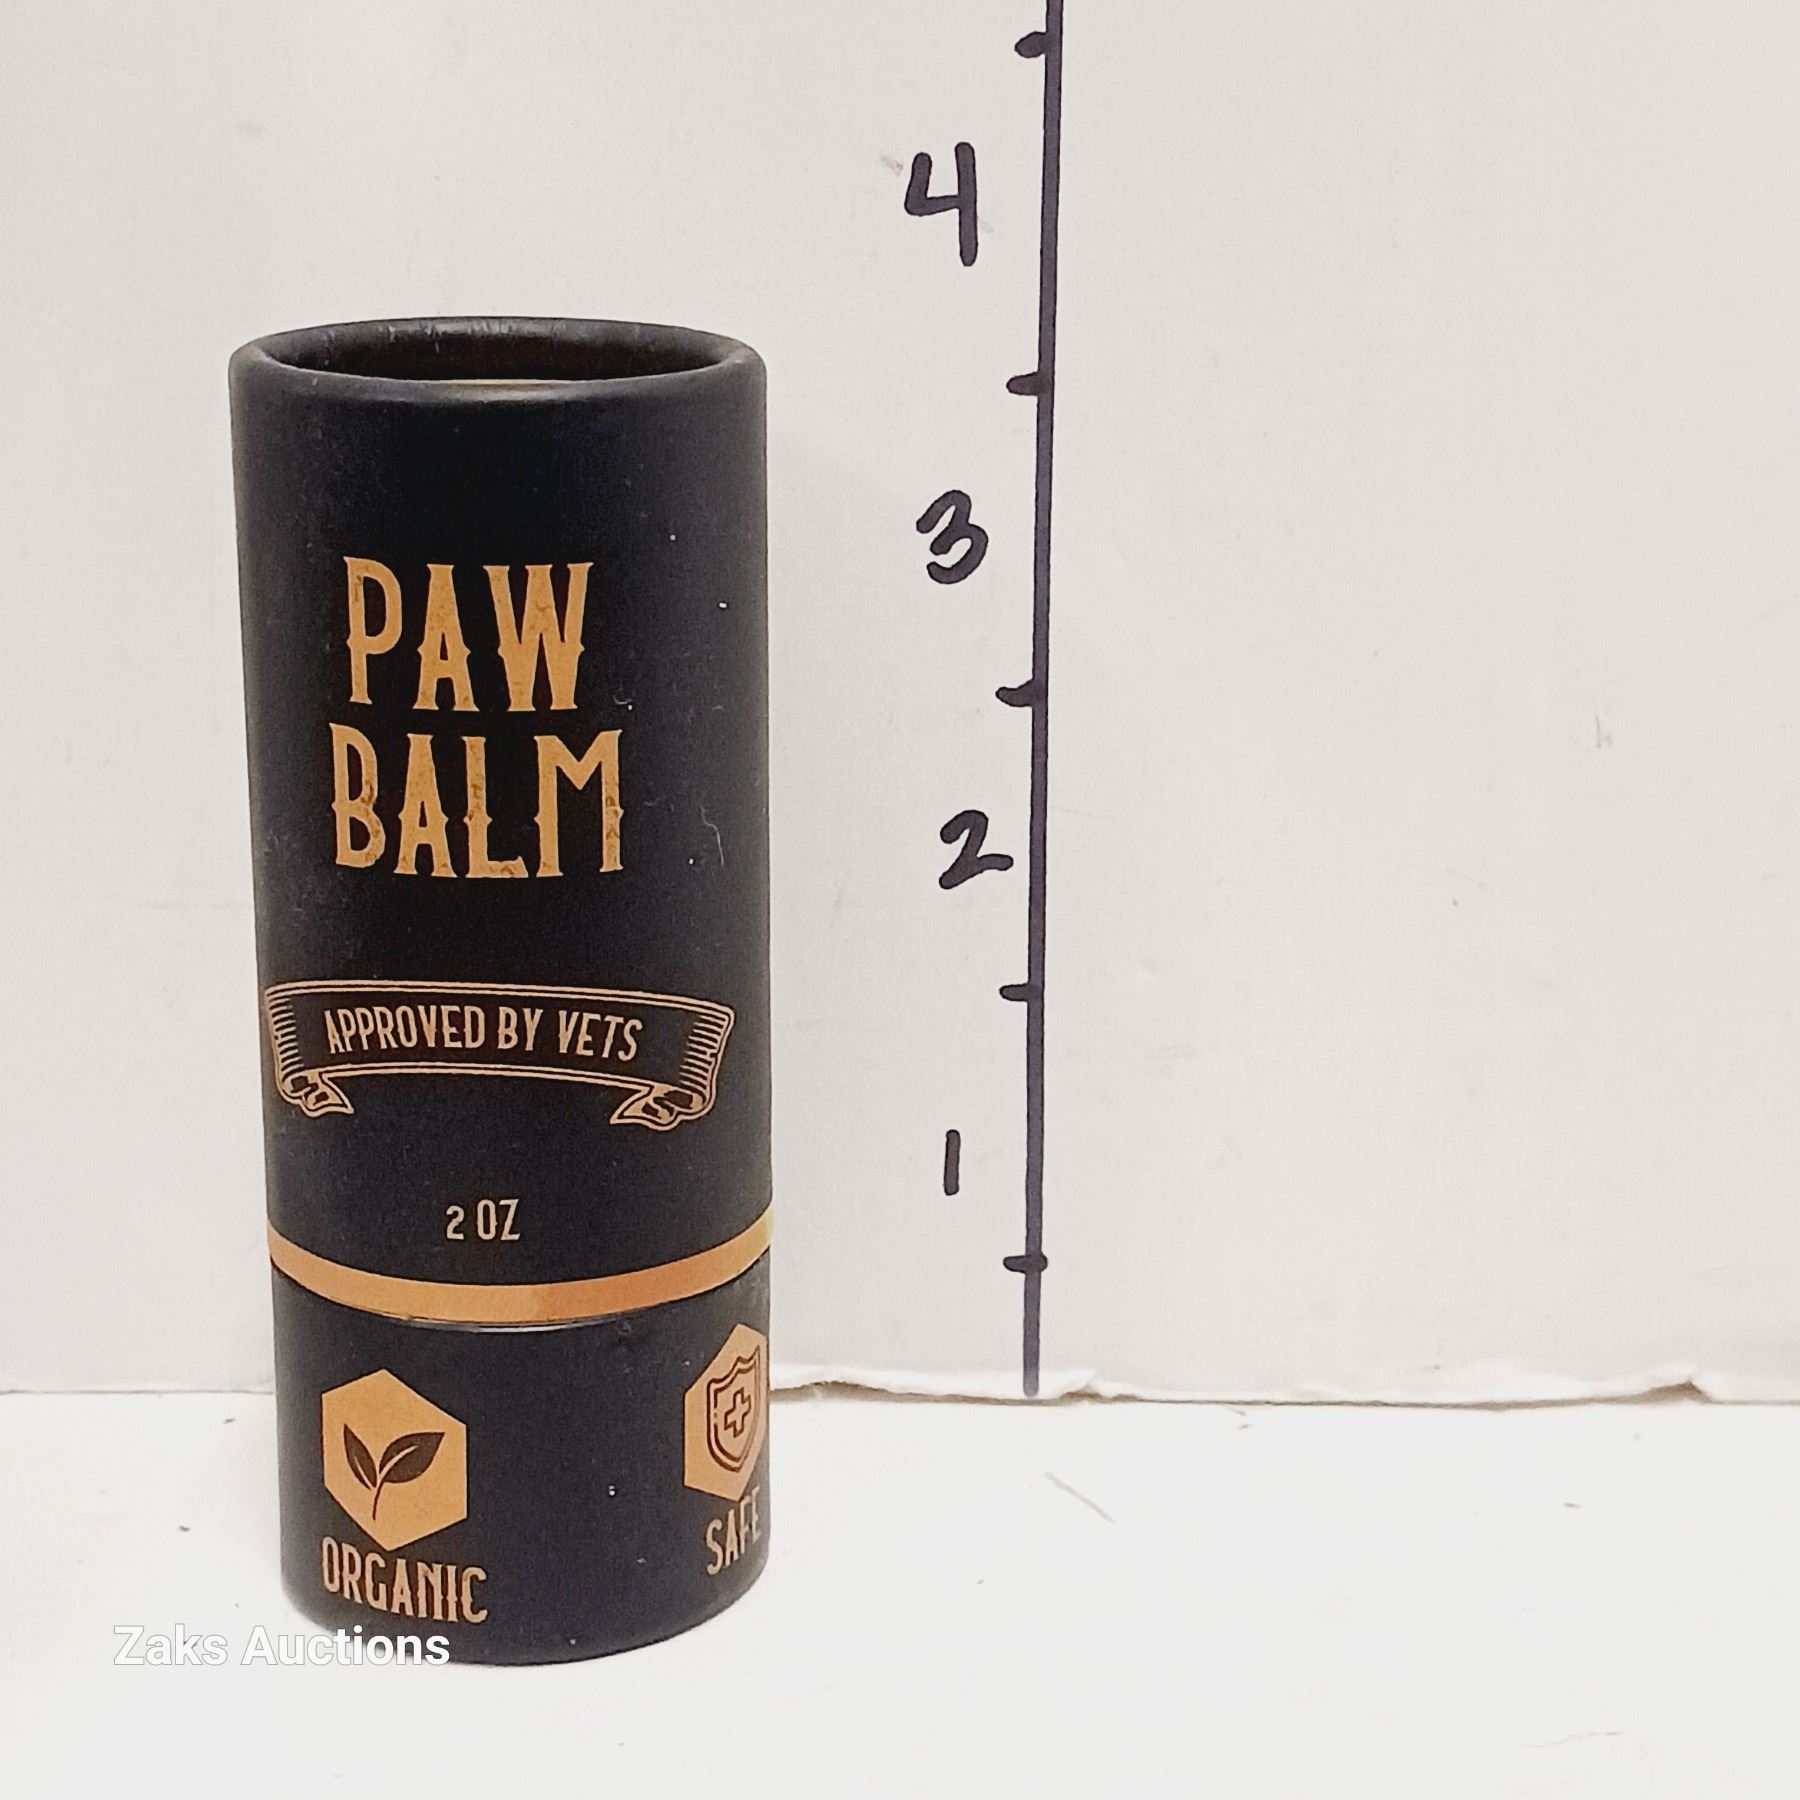 4
3
2
1
PAW
BALM
APPROVED BY VETS
2 OZ
ORGANIC
SAFE
Zaks Auctions